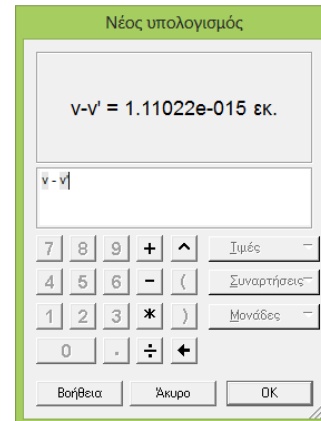 Νέος υπολογισμός
v-v' = 1.11022e-015 εκ.
v - v'
7 8 9 + ^ Τιμές
4 5 6 - ( Συναρτήσεις
1 2 3 * ) Μονάδες
0 . ÷ ←
Βοήθεια Άκυρο OK